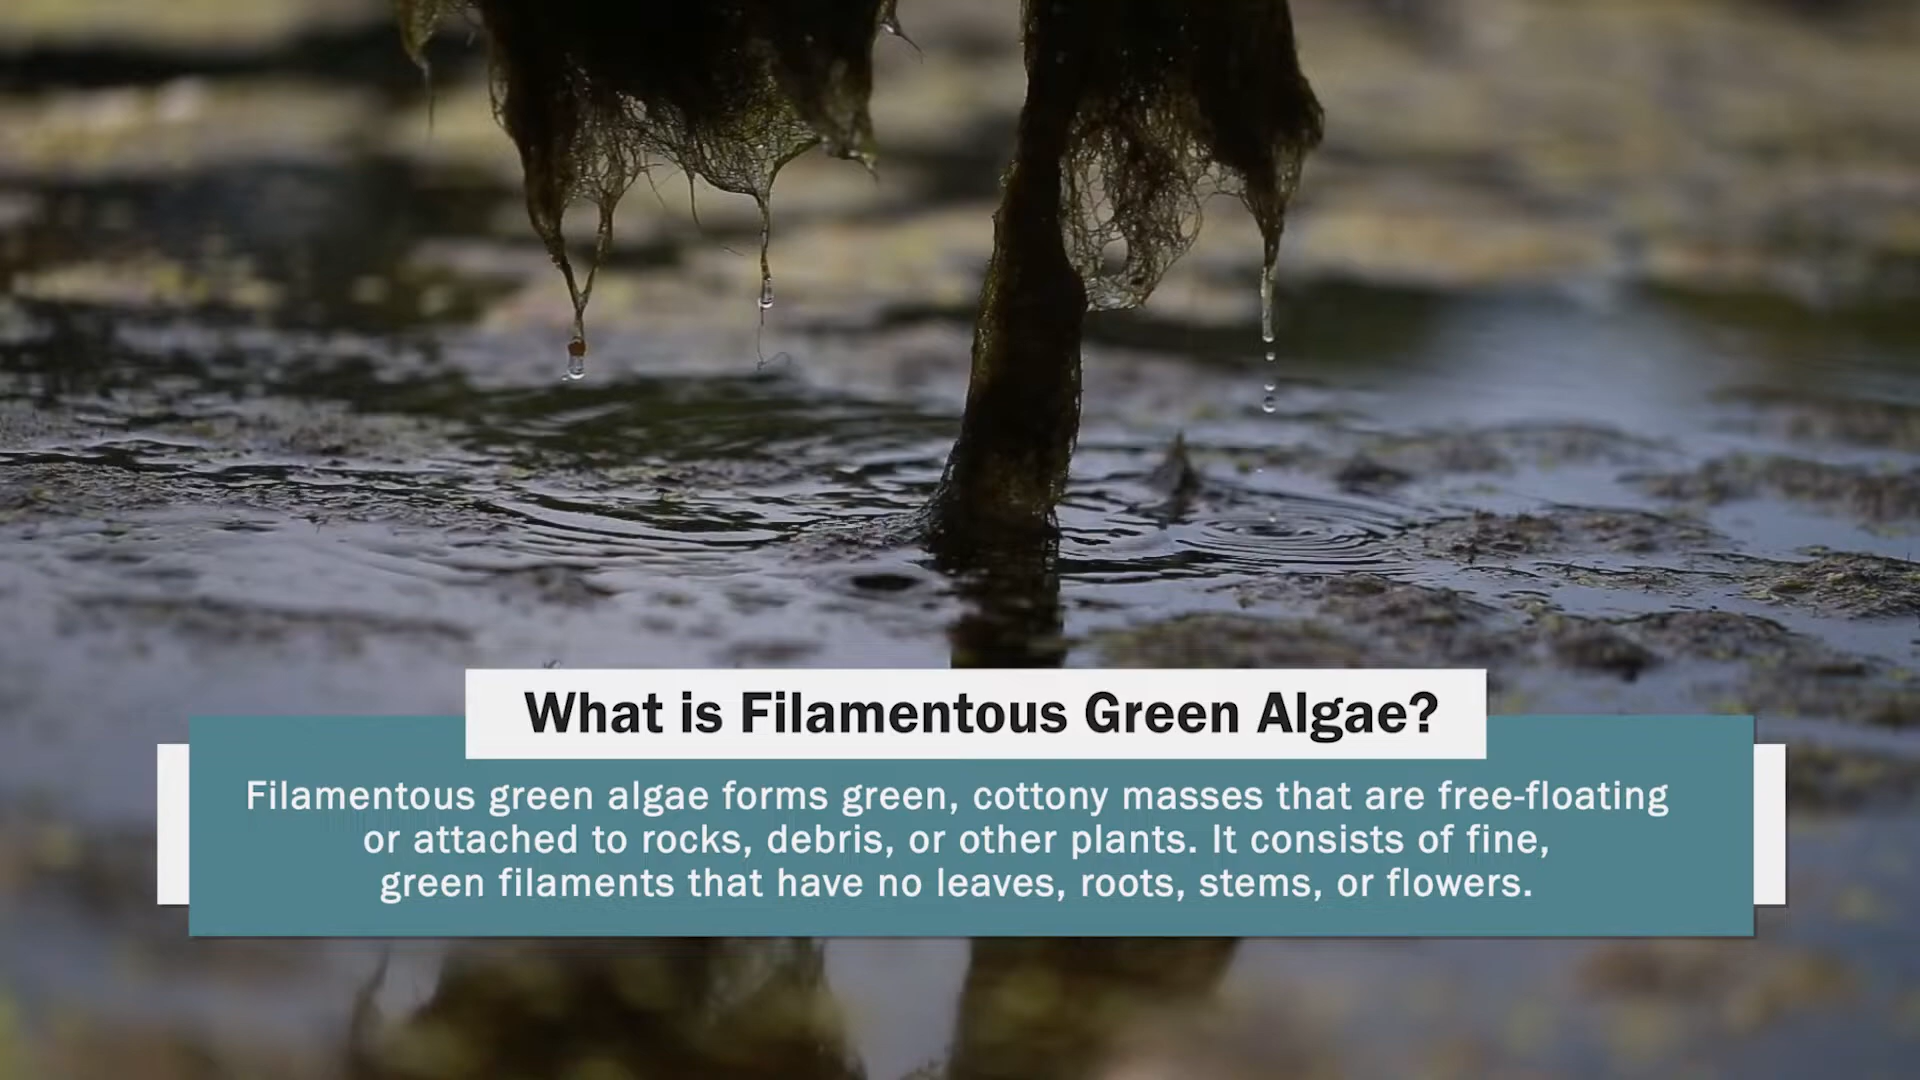 What is Filamentous Green Algae?
Filamentous green algae forms green, cottony masses that are free-floating
or attached to rocks, debris, or other plants. It consists of fine,
green filaments that have no leaves, roots, stems, or flowers.